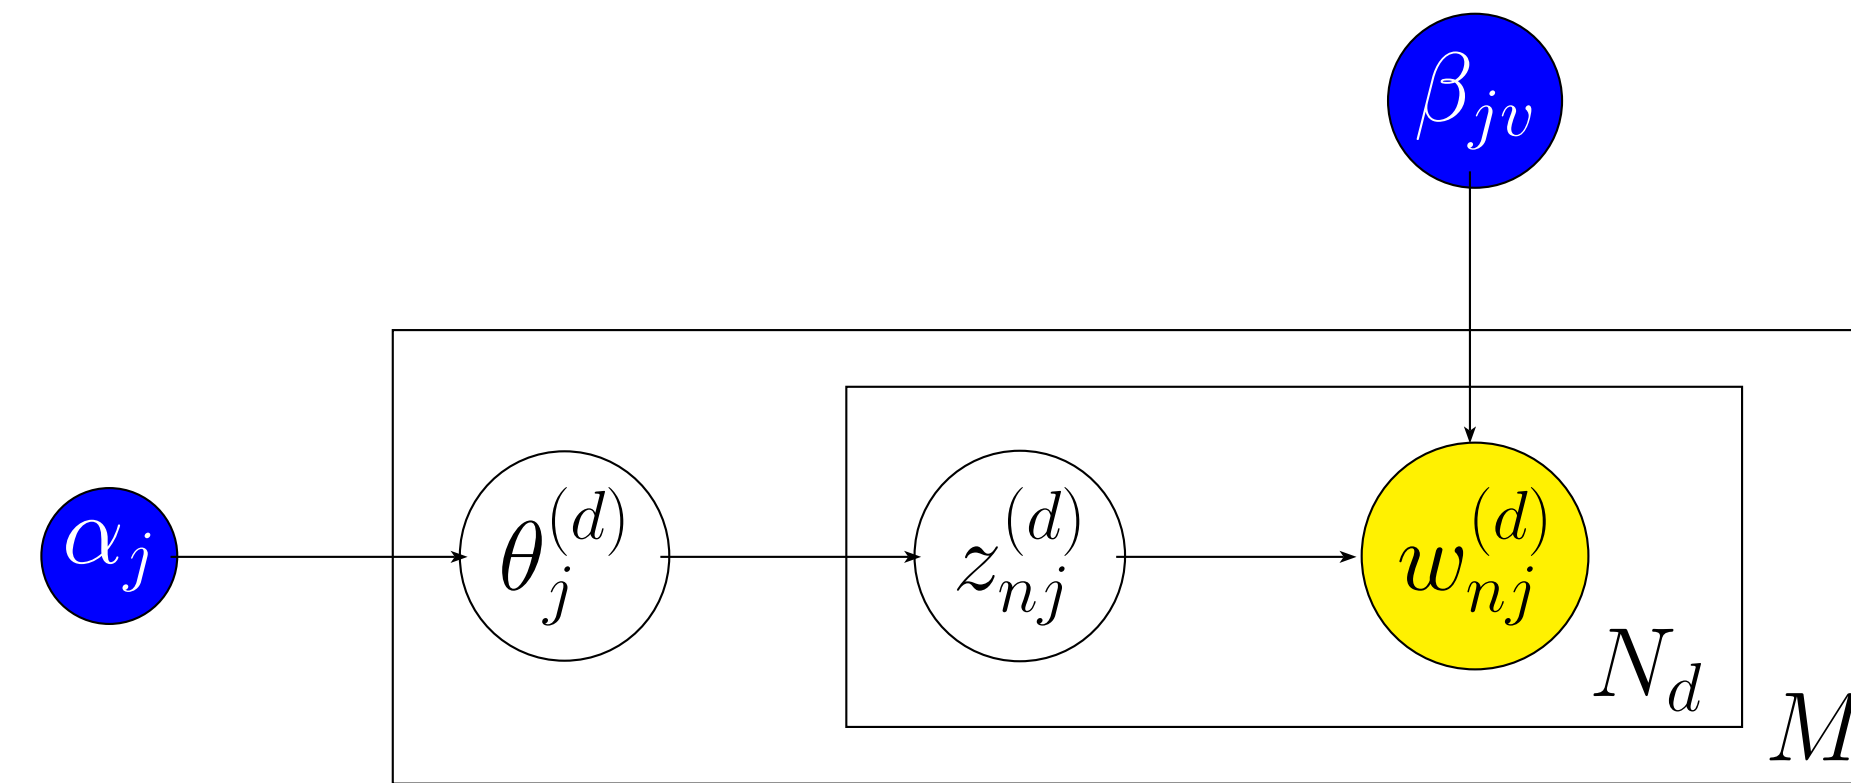 β_{jv}
α_j
θ_j^{(d)}
z_{nj}^{(d)}
w_{nj}^{(d)}
N_d
M